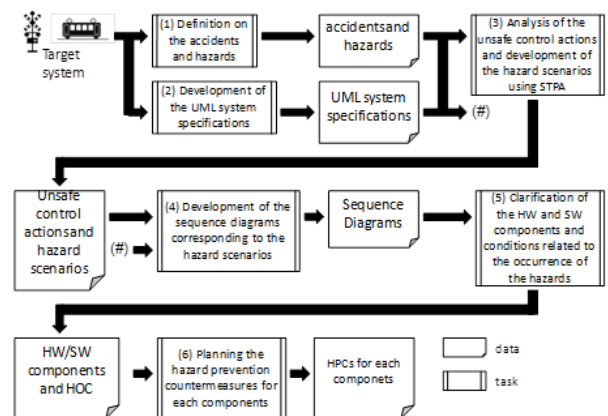 Target
system
(1) Definition on
the accidents
and hazards
accidentsand
hazards
(3) Analysis of the
unsafe control actions
and development of
the hazard scenarios
using STPA
(2) Development of
the UML system
specifications
UML system
specifications
(#)
Unsafe
control
actions and
hazard
scenarios
(#)
(4) Development of the
sequence diagrams
corresponding to the
hazard scenarios
Sequence
Diagrams
(5) Clarification of
the HW and SW
components and
conditions related to
the occurrence of
the hazards
HW/SW
components
and HOC
(6) Planning the
hazard prevention
countermeasures for
each components
HPCs for each
componets
data
task